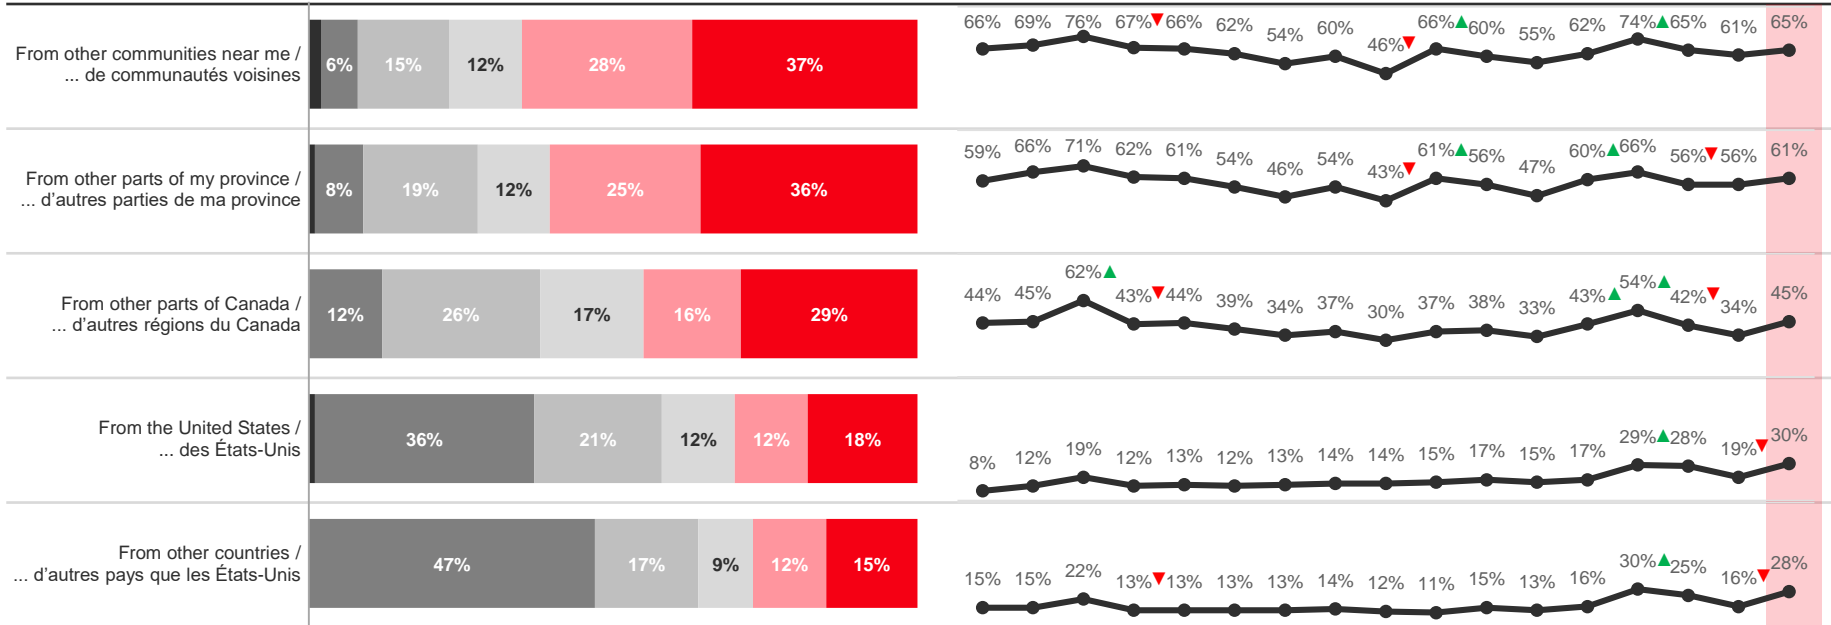 From other communities near me /
... de communautés voisines
6% 15% 12% 28% 37%
66% 69% 76% 67% 66% 62% 54% 60% 46% 66% 60% 55% 62% 74% 65% 61% 65%
From other parts of my province /
... d'autres parties de ma province
8% 19% 12% 25% 36%
59% 66% 71% 62% 61% 54% 46% 54% 43% 61% 56% 47% 60% 66% 56% 56% 61%
From other parts of Canada /
... d'autres régions du Canada
12% 26% 17% 16% 29%
44% 45% 62% 43% 44% 39% 34% 37% 30% 37% 38% 33% 43% 54% 42% 34% 45%
From the United States /
... des États-Unis
36% 21% 12% 12% 18%
8% 12% 19% 12% 13% 12% 13% 14% 14% 15% 17% 15% 17% 29% 28% 19% 30%
From other countries /
... d'autres pays que les États-Unis
47% 17% 9% 12% 15%
15% 15% 22% 13% 13% 13% 13% 14% 12% 11% 15% 13% 16% 30% 25% 16% 28%